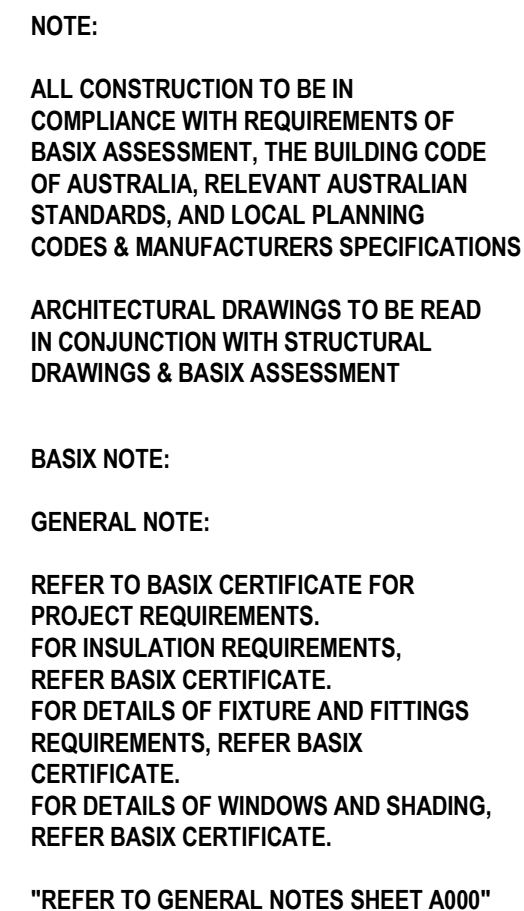 NOTE:
ALL CONSTRUCTION TO BE IN
COMPLIANCE WITH REQUIREMENTS OF
BASIX ASSESSMENT, THE BUILDING CODE
OF AUSTRALIA, RELEVANT AUSTRALIAN
STANDARDS, AND LOCAL PLANNING
CODES & MANUFACTURERS SPECIFICATIONS
ARCHITECTURAL DRAWINGS TO BE READ
IN CONJUNCTION WITH STRUCTURAL
DRAWINGS & BASIX ASSESSMENT
BASIX NOTE:
GENERAL NOTE:
REFER TO BASIX CERTIFICATE FOR
PROJECT REQUIREMENTS.
FOR INSULATION REQUIREMENTS,
REFER BASIX CERTIFICATE.
FOR DETAILS OF FIXTURE AND FITTINGS
REQUIREMENTS, REFER BASIX
CERTIFICATE.
FOR DETAILS OF WINDOWS AND SHADING,
REFER BASIX CERTIFICATE.
"REFER TO GENERAL NOTES SHEET A000"